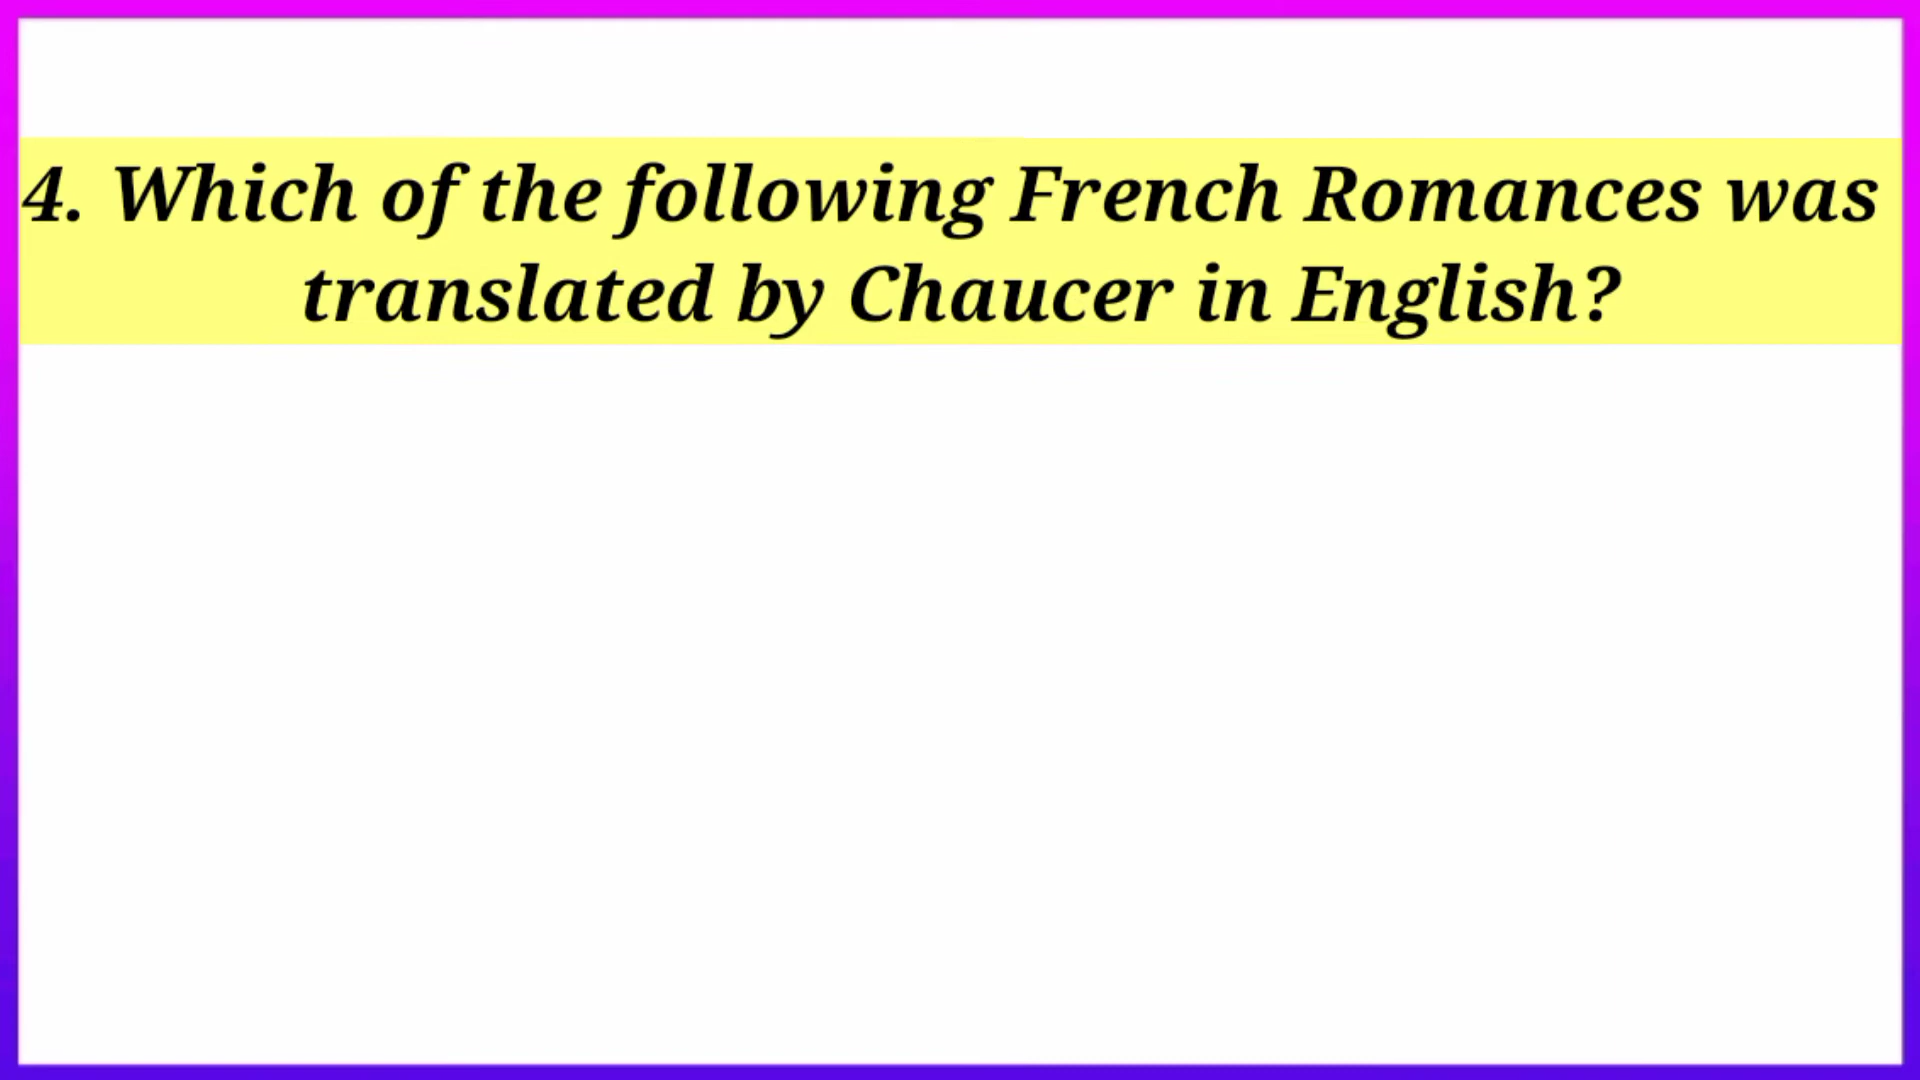 4. Which of the following French Romances was
translated by Chaucer in English?